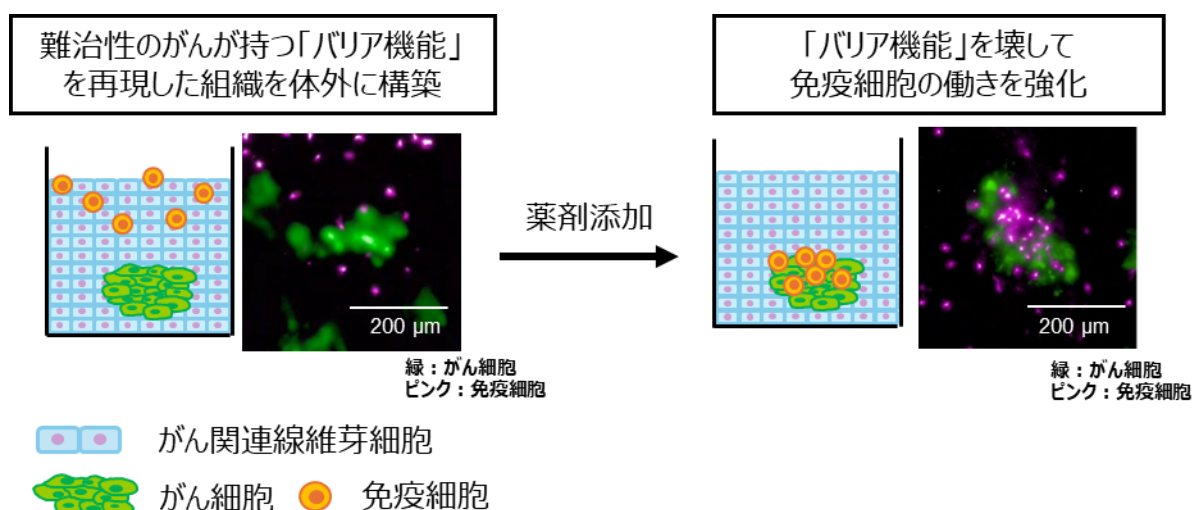 難治性のがんが持つ「バリア機能」
を再現した組織を体外に構築
「バリア機能」を壊して
免疫細胞の働きを強化
薬剤添加
200 μm
緑：がん細胞
ピンク：免疫細胞
200 μm
緑：がん細胞
ピンク：免疫細胞
がん関連線維芽細胞
がん細胞
免疫細胞